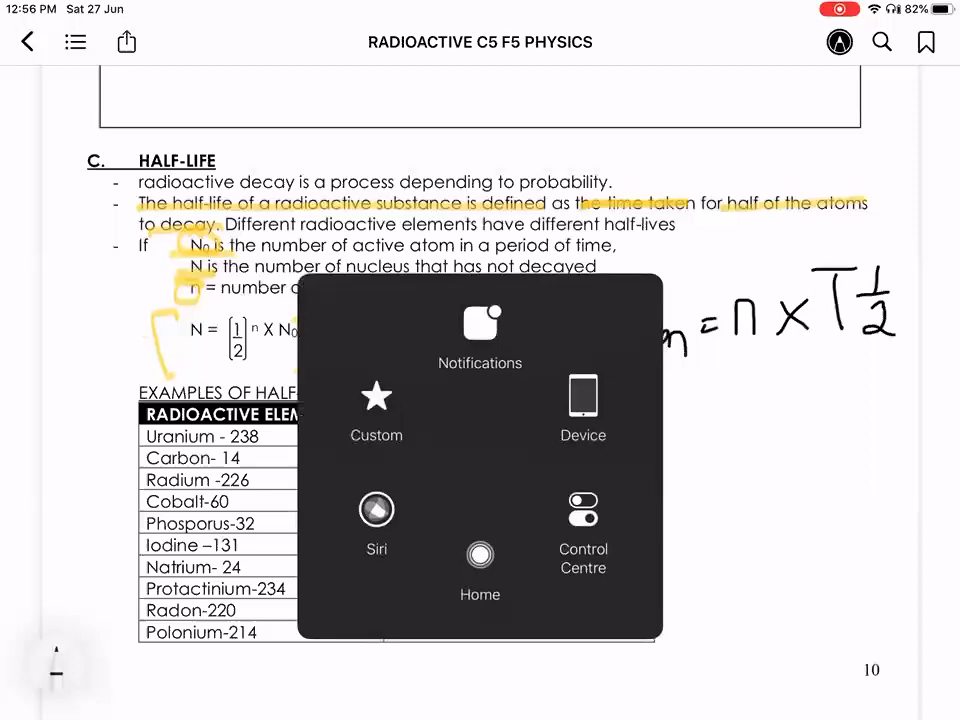 12:56 PM Sat 27 Jun 82%
RADIOACTIVE C5 F5 PHYSICS
C. HALF-LIFE
- radioactive decay is a process depending to probability.
- The half-life of a radioactive substance is defined as the time taken for half of the atoms
to decay. Different radioactive elements have different half-lives
- If N₀ is the number of active atom in a period of time,
N is the number of nucleus that has not decayed
n = number
N = (1/2) n X N₀
= n × T 1/2
Notifications
Custom
Device
Siri
Control
Centre
Home
EXAMPLES OF HALF-
RADIOACTIVE
Uranium - 238
Carbon- 14
Radium -226
Cobalt-60
Phosporus-32
Iodine –131
Natrium- 24
Protactinium-234
Radon-220
Polonium-214
10